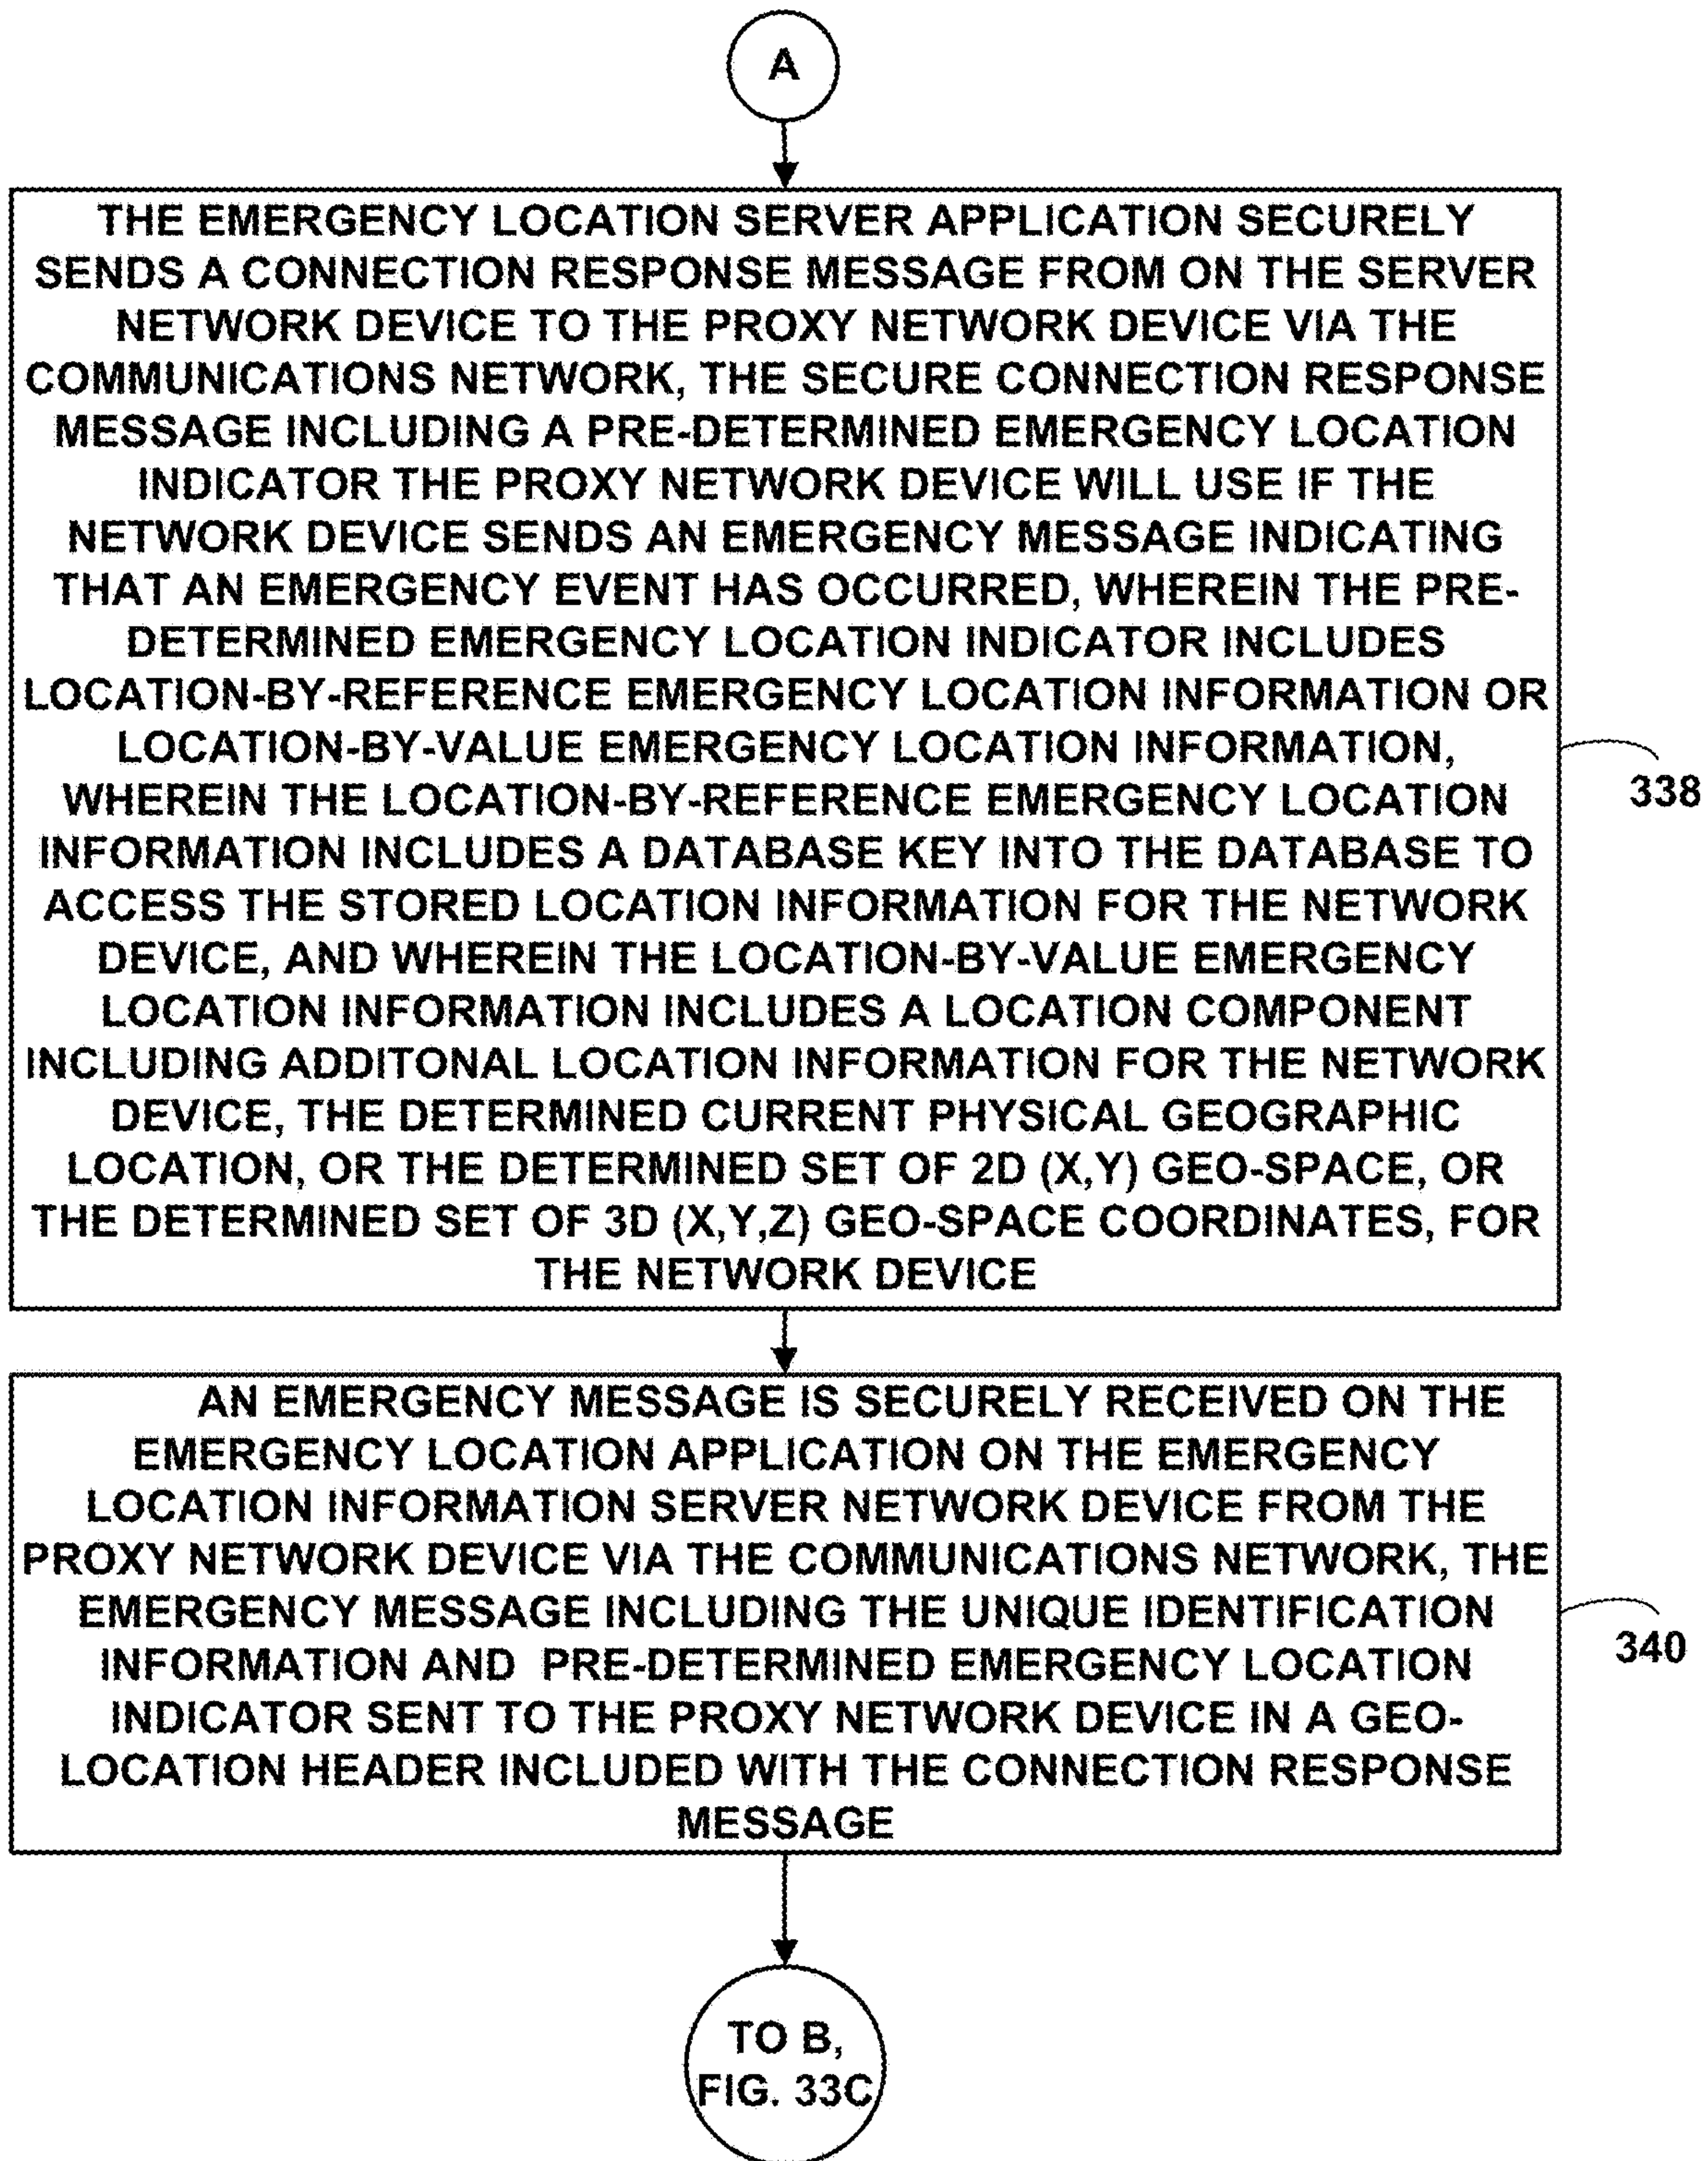 A
THE EMERGENCY LOCATION SERVER APPLICATION SECURELY
SENDS A CONNECTION RESPONSE MESSAGE FROM ON THE SERVER
NETWORK DEVICE TO THE PROXY NETWORK DEVICE VIA THE
COMMUNICATIONS NETWORK, THE SECURE CONNECTION RESPONSE
MESSAGE INCLUDING A PRE-DETERMINED EMERGENCY LOCATION
INDICATOR THE PROXY NETWORK DEVICE WILL USE IF THE
NETWORK DEVICE SENDS AN EMERGENCY MESSAGE INDICATING
THAT AN EMERGENCY EVENT HAS OCCURRED, WHEREIN THE PRE-
DETERMINED EMERGENCY LOCATION INDICATOR INCLUDES
LOCATION-BY-REFERENCE EMERGENCY LOCATION INFORMATION OR
LOCATION-BY-VALUE EMERGENCY LOCATION INFORMATION,
WHEREIN THE LOCATION-BY-REFERENCE EMERGENCY LOCATION
INFORMATION INCLUDES A DATABASE KEY INTO THE DATABASE TO
ACCESS THE STORED LOCATION INFORMATION FOR THE NETWORK
DEVICE, AND WHEREIN THE LOCATION-BY-VALUE EMERGENCY
LOCATION INFORMATION INCLUDES A LOCATION COMPONENT
INCLUDING ADDITONAL LOCATION INFORMATION FOR THE NETWORK
DEVICE, THE DETERMINED CURRENT PHYSICAL GEOGRAPHIC
LOCATION, OR THE DETERMINED SET OF 2D (X,Y) GEO-SPACE, OR
THE DETERMINED SET OF 3D (X,Y,Z) GEO-SPACE COORDINATES, FOR
THE NETWORK DEVICE
338
AN EMERGENCY MESSAGE IS SECURELY RECEIVED ON THE
EMERGENCY LOCATION APPLICATION ON THE EMERGENCY
LOCATION INFORMATION SERVER NETWORK DEVICE FROM THE
PROXY NETWORK DEVICE VIA THE COMMUNICATIONS NETWORK, THE
EMERGENCY MESSAGE INCLUDING THE UNIQUE IDENTIFICATION
INFORMATION AND PRE-DETERMINED EMERGENCY LOCATION
INDICATOR SENT TO THE PROXY NETWORK DEVICE IN A GEO-
LOCATION HEADER INCLUDED WITH THE CONNECTION RESPONSE
MESSAGE
340
TO B,
FIG. 33C